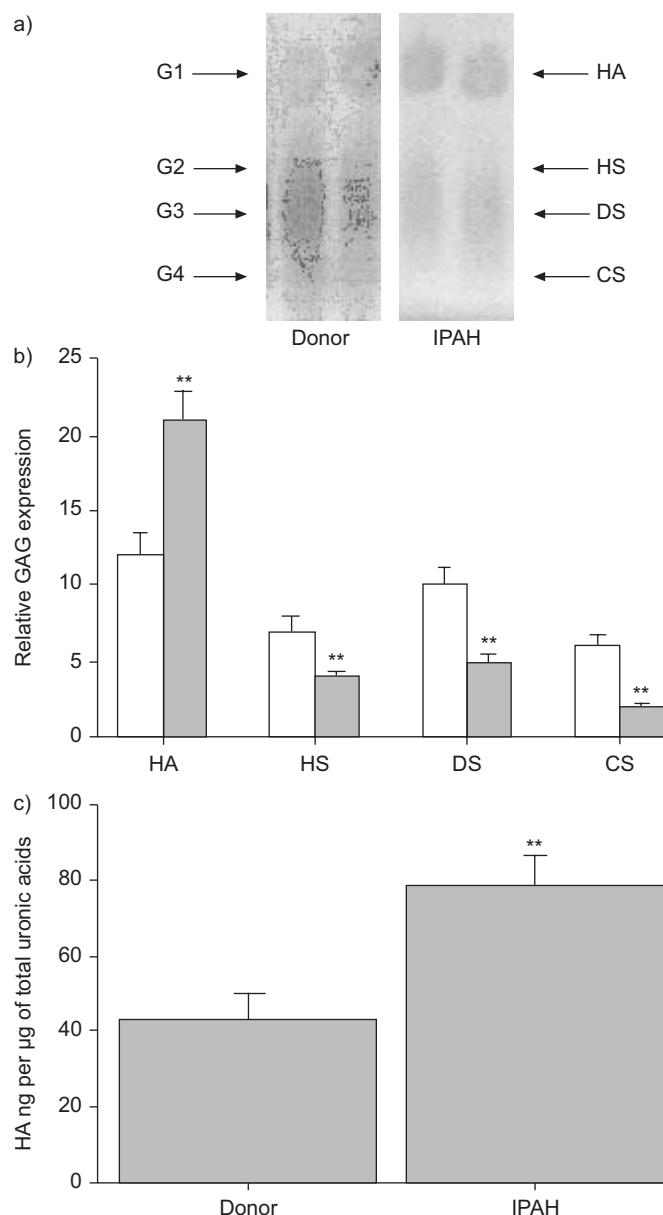 a)
G1 HA
G2 HS
G3 DS
G4 CS
Donor IPAH
b)
Relative GAG expression
25
20
15
10
5
0
**
**
**
**
HA HS DS CS
c)
HA ng per µg of total uronic acids
100
80
60
40
20
0
**
Donor IPAH